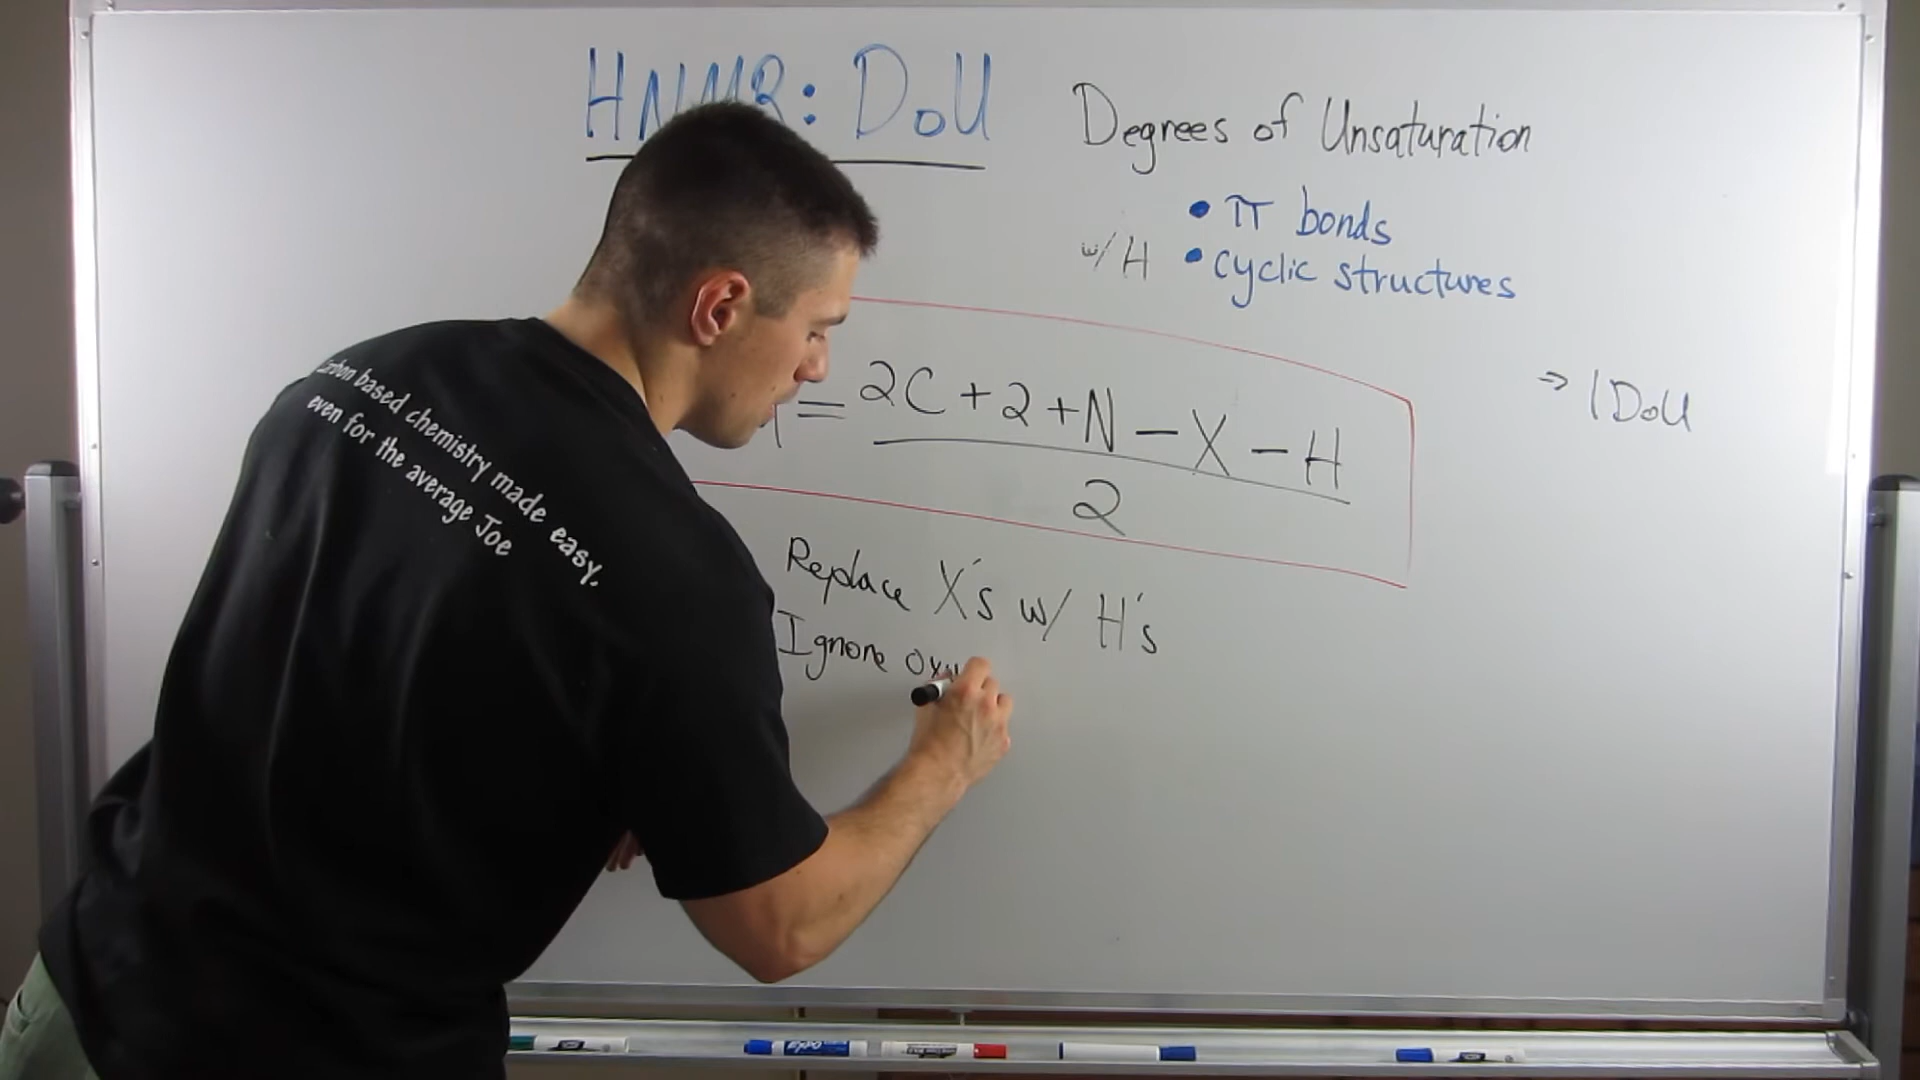 HNMR: DoU
Degrees of Unsaturation
• π bonds
w/ H • cyclic structures
= 2C + 2 + N - X - H
2
⇒ 1 DoU
Replace X's w/ H's
Ignore oxy
Carbon based chemistry made easy,
even for the average Joe